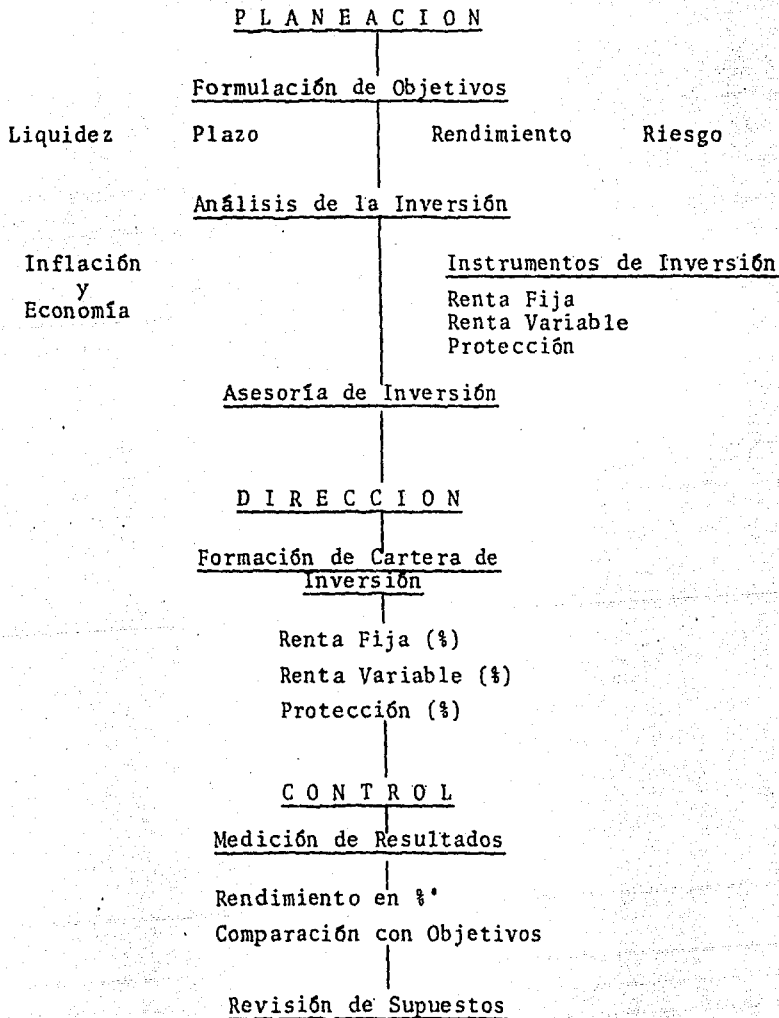 P L A N E A C I O N
Formulación de Objetivos
Liquidez Plazo Rendimiento Riesgo
Análisis de la Inversión
Inflación
y
Economía
Instrumentos de Inversión
Renta Fija
Renta Variable
Protección
Asesoría de Inversión
D I R E C C I O N
Formación de Cartera de
Inversión
Renta Fija (%)
Renta Variable (%)
Protección (%)
C O N T R O L
Medición de Resultados
Rendimiento en %
Comparación con Objetivos
Revisión de Supuestos